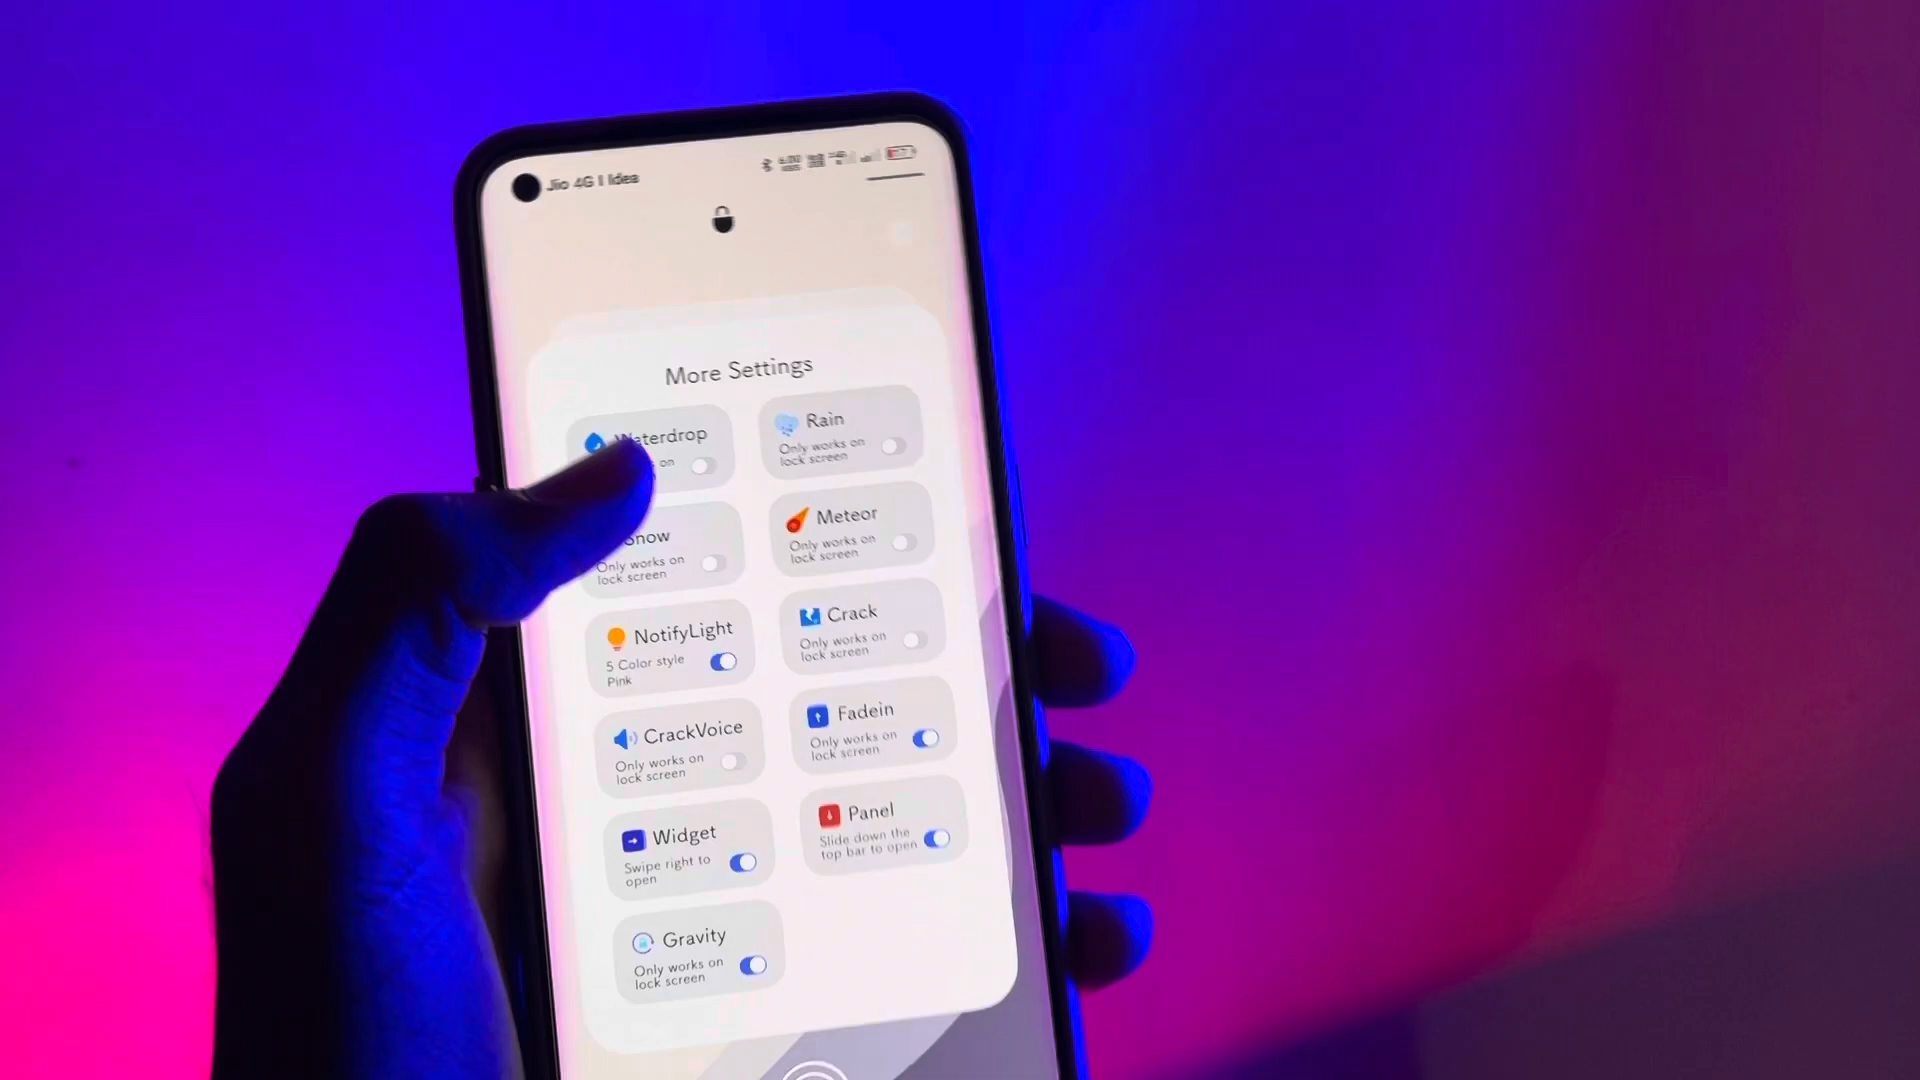 Jio 4G | Idea
More Settings
Waterdrop
on
Rain
Only works on
lock screen
Snow
Only works on
lock screen
Meteor
Only works on
lock screen
NotifyLight
5 Color style
Pink
Crack
Only works on
lock screen
CrackVoice
Only works on
lock screen
Fadein
Only works on
lock screen
Widget
Swipe right to
open
Panel
Slide down the
top bar to open
Gravity
Only works on
lock screen